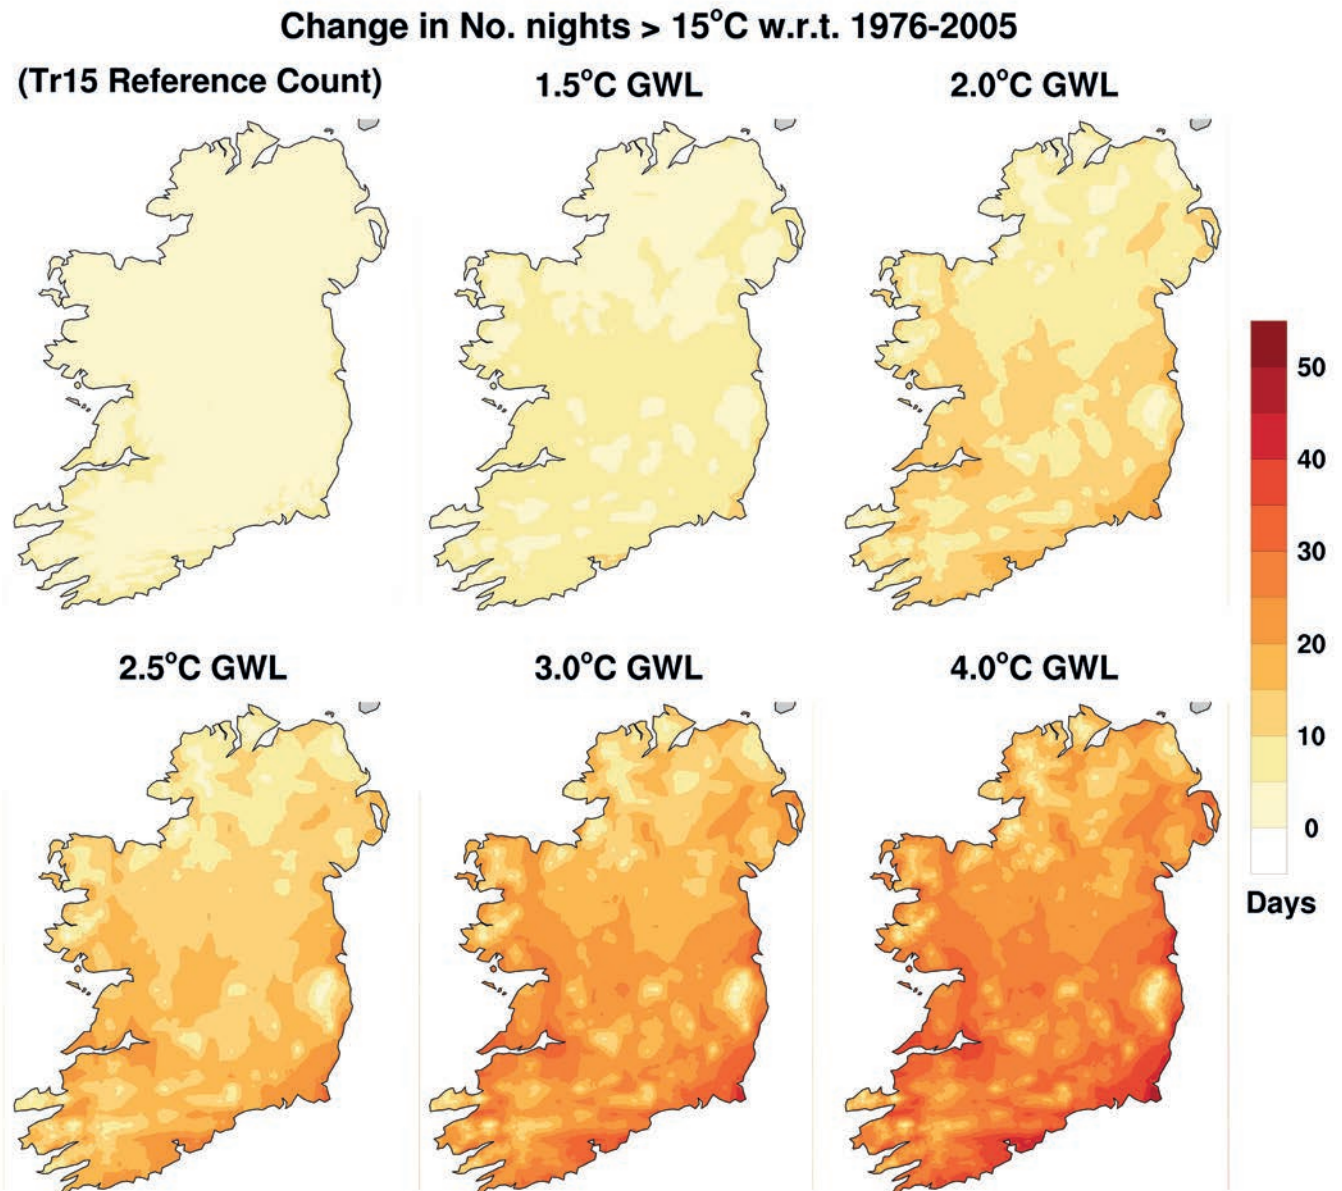 Change in No. nights > 15°C w.r.t. 1976-2005
(Tr15 Reference Count)
1.5°C GWL
2.0°C GWL
50
40
30
20
10
0
Days
2.5°C GWL
3.0°C GWL
4.0°C GWL